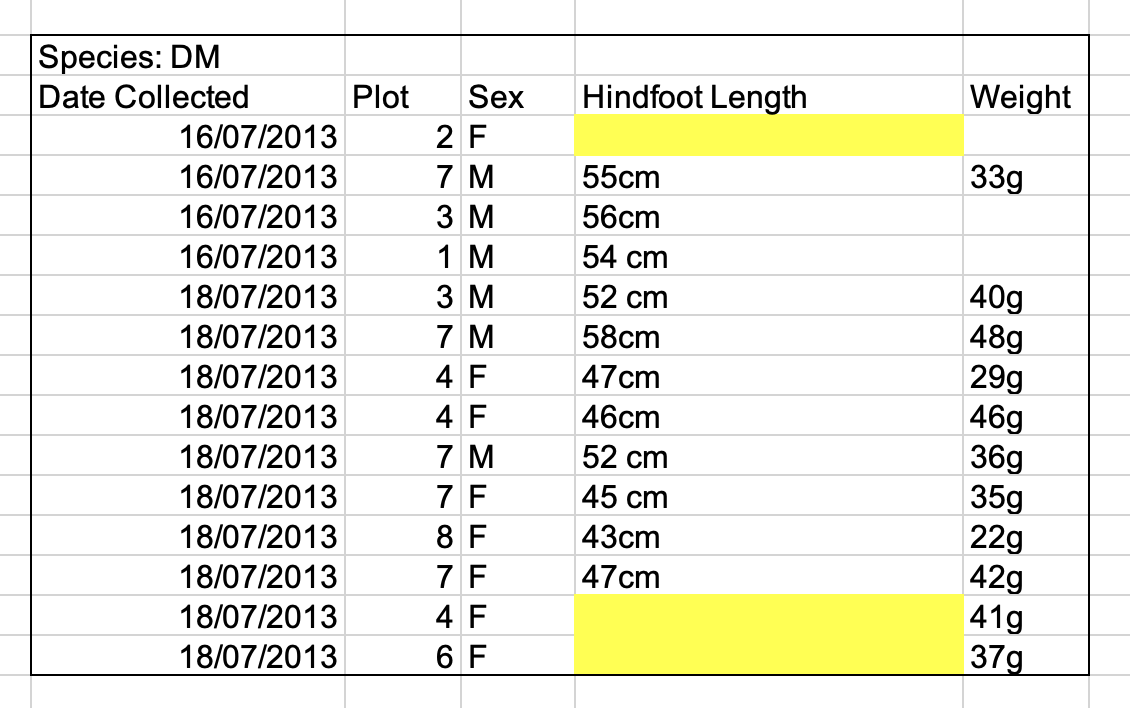 Species: DM
Date Collected Plot Sex Hindfoot Length Weight
16/07/2013 2 F
16/07/2013 7 M 55cm 33g
16/07/2013 3 M 56cm
16/07/2013 1 M 54 cm
18/07/2013 3 M 52 cm 40g
18/07/2013 7 M 58cm 48g
18/07/2013 4 F 47cm 29g
18/07/2013 4 F 46cm 46g
18/07/2013 7 M 52 cm 36g
18/07/2013 7 F 45 cm 35g
18/07/2013 8 F 43cm 22g
18/07/2013 7 F 47cm 42g
18/07/2013 4 F 41g
18/07/2013 6 F 37g